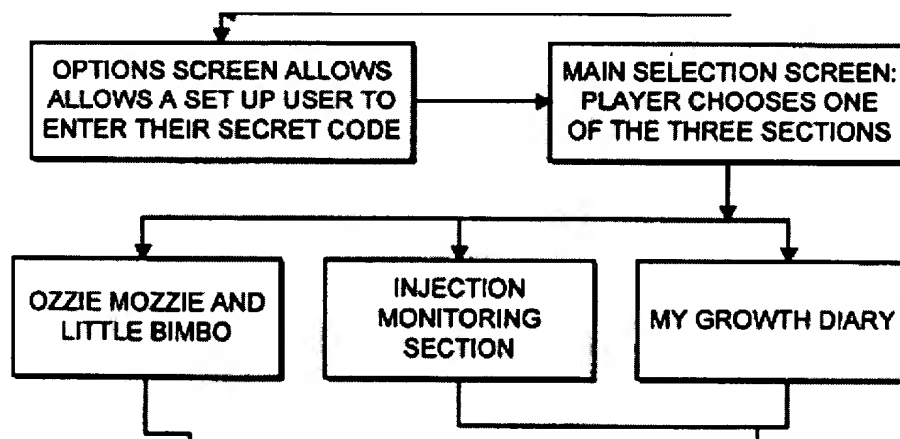 OPTIONS SCREEN ALLOWS
ALLOWS A SET UP USER TO
ENTER THEIR SECRET CODE
MAIN SELECTION SCREEN:
PLAYER CHOOSES ONE
OF THE THREE SECTIONS
OZZIE MOZZIE AND
LITTLE BIMBO
INJECTION
MONITORING
SECTION
MY GROWTH DIARY